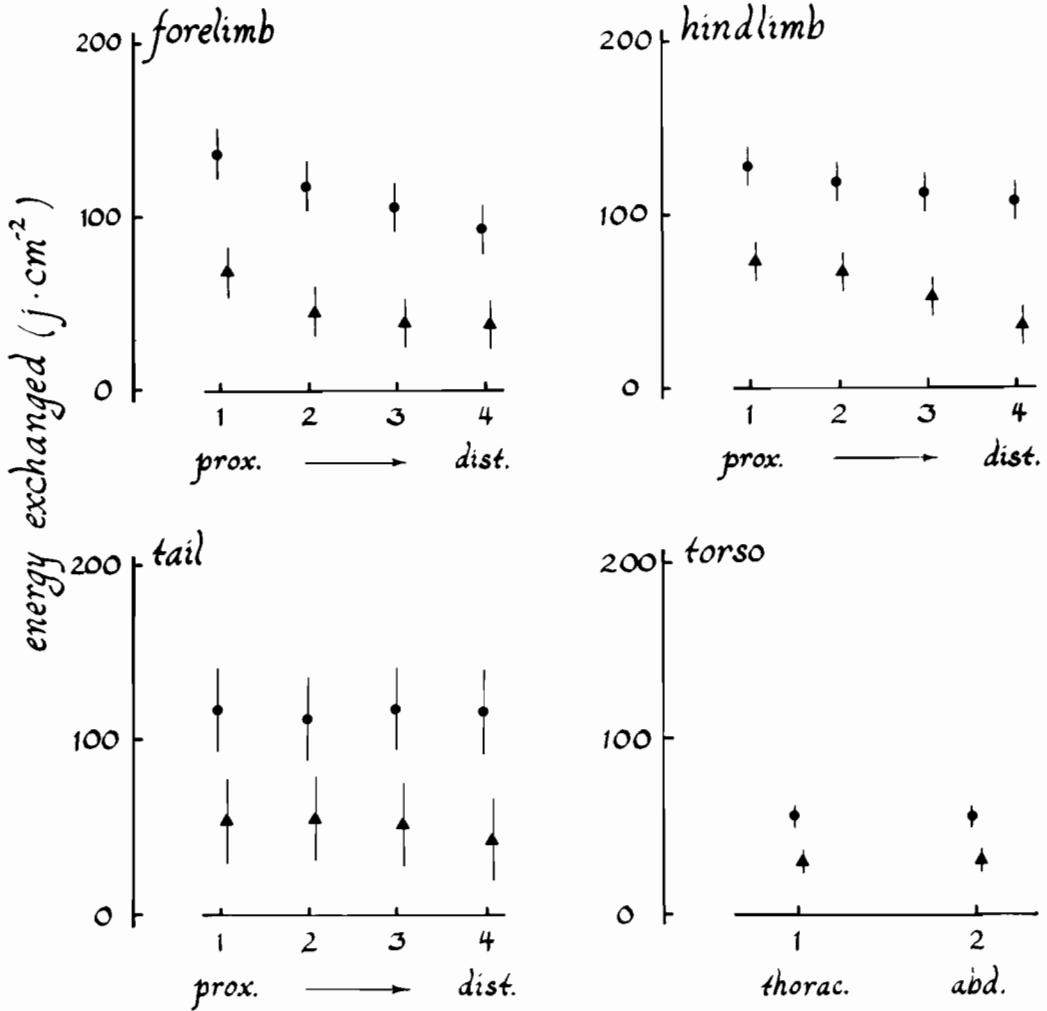 energy exchanged (j · cm⁻²)
forelimb
200
100
0
1 2 3 4
prox. dist.
hindlimb
200
100
0
1 2 3 4
prox. dist.
tail
200
100
0
1 2 3 4
prox. dist.
torso
200
100
0
1 2
thorac. abd.